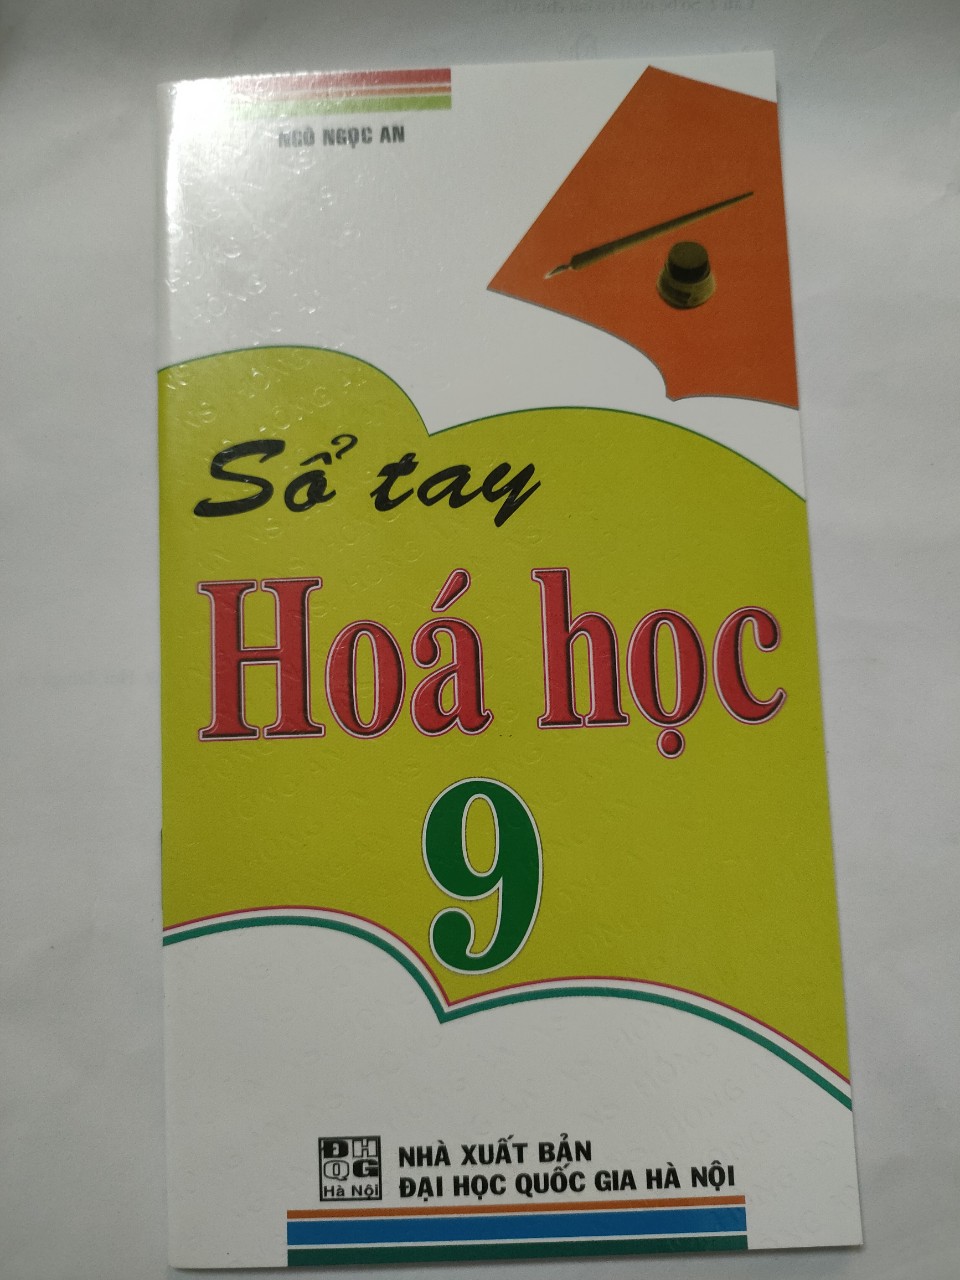 NGÔ NGỌC AN
Sổ tay
Hoá học
9
ĐH
QG
Hà Nội
NHÀ XUẤT BẢN
ĐẠI HỌC QUỐC GIA HÀ NỘI